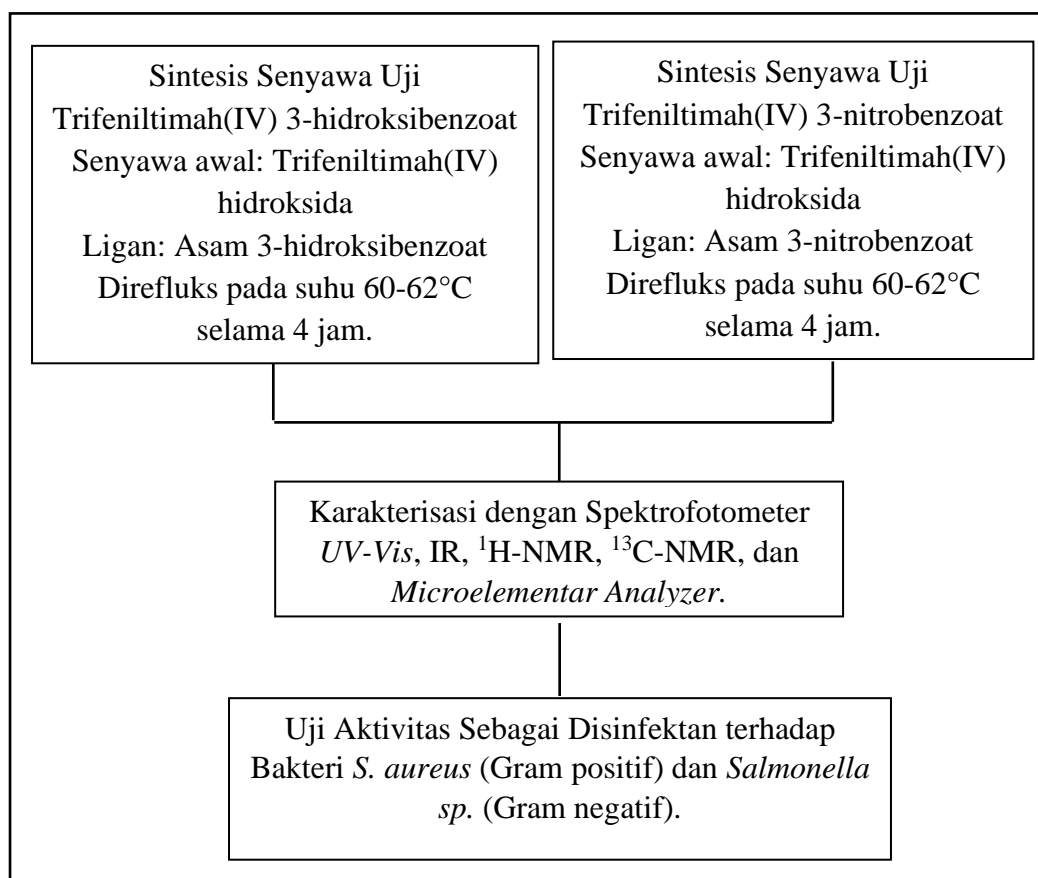 Sintesis Senyawa Uji
Trifeniltimah(IV) 3-hidroksibenzoat
Senyawa awal: Trifeniltimah(IV)
hidroksida
Ligan: Asam 3-hidroksibenzoat
Direfluks pada suhu 60-62°C
selama 4 jam.
Sintesis Senyawa Uji
Trifeniltimah(IV) 3-nitrobenzoat
Senyawa awal: Trifeniltimah(IV)
hidroksida
Ligan: Asam 3-nitrobenzoat
Direfluks pada suhu 60-62°C
selama 4 jam.
Karakterisasi dengan Spektrofotometer
UV-Vis, IR, ¹H-NMR, ¹³C-NMR, dan
Microelementar Analyzer.
Uji Aktivitas Sebagai Disinfektan terhadap
Bakteri S. aureus (Gram positif) dan Salmonella
sp. (Gram negatif).